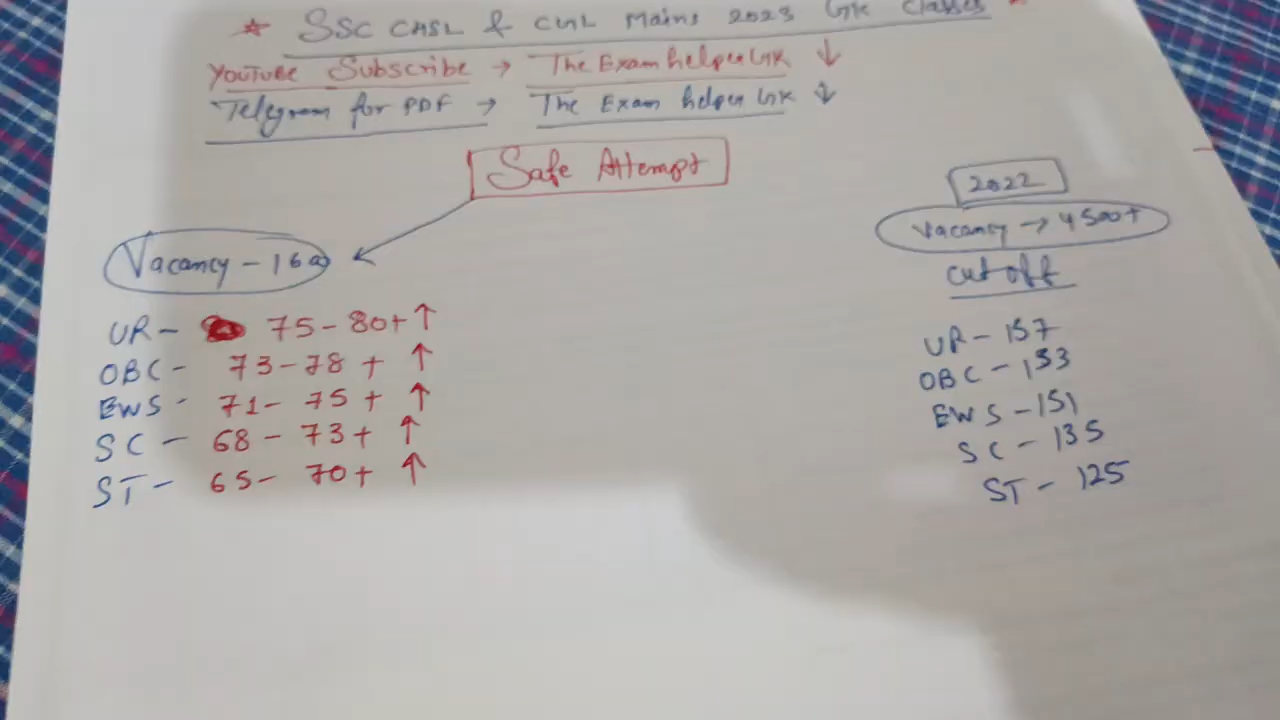 SSC CHSL & CGL Mains 2023 GK Classes
YouTube Subscribe → The Exam helper GK ↓
Telegram for PDF → The Exam helper GK ↓
Safe Attempt
Vacancy - 1600
UR - 75 - 80+ ↑
OBC - 73 - 78 + ↑
EWS - 71 - 75 + ↑
SC - 68 - 73 + ↑
ST - 65 - 70+ ↑
2022
Vacancy → 4500+
Cut off
UR - 157
OBC - 153
EWS - 151
SC - 135
ST - 125